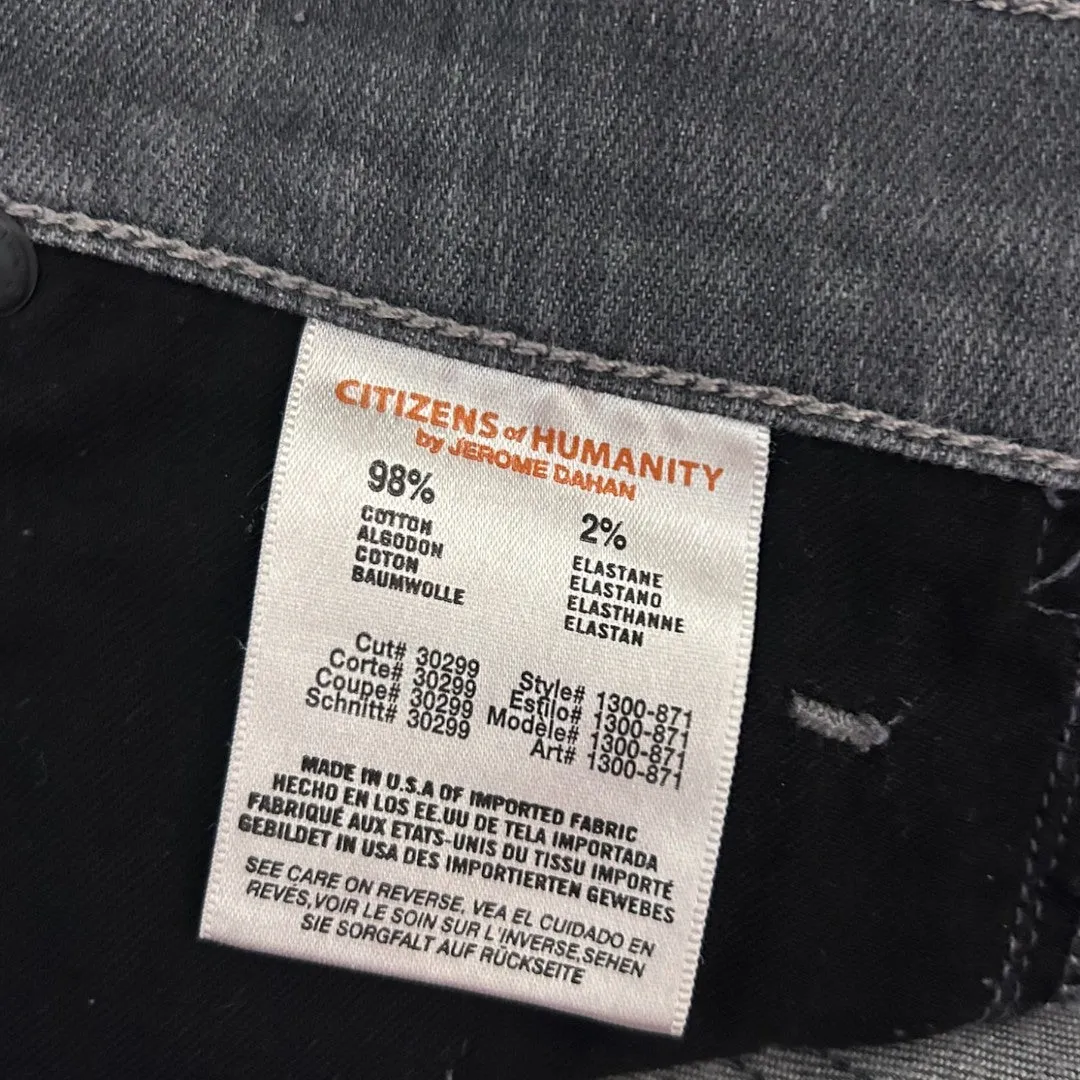 CITIZENS of HUMANITY
by JEROME DAHAN
98%
COTTON
ALGODON
COTON
BAUMWOLLE
2%
ELASTANE
ELASTANO
ELASTHANNE
ELASTAN
Cut# 30299
Corte# 30299
Coupe# 30299
Schnitt# 30299
Style# 1300-871
Estilo# 1300-871
Modèle# 1300-871
Art# 1300-871
MADE IN U.S.A OF IMPORTED FABRIC
HECHO EN LOS EE.UU DE TELA IMPORTADA
FABRIQUÉ AUX ETATS-UNIS DU TISSU IMPORTÉ
GEBILDET IN USA DES IMPORTIERTEN GEWEBES
SEE CARE ON REVERSE, VEA EL CUIDADO EN
REVÉS,VOIR LE SOIN SUR L'INVERSE,SEHEN
SIE SORGFALT AUF RÜCKSEITE